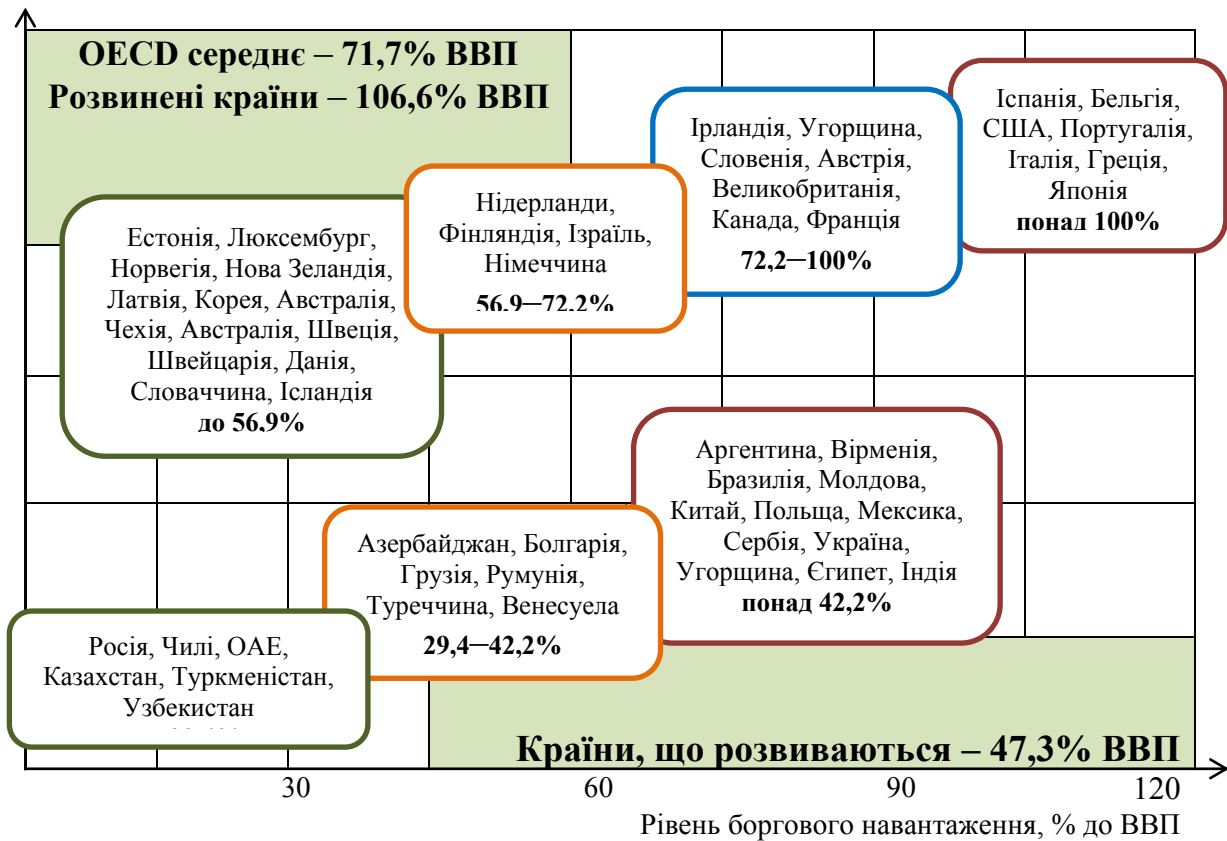 OECD середнє – 71,7% ВВП
Розвинені країни – 106,6% ВВП
Іспанія, Бельгія,
США, Португалія,
Італія, Греція,
Японія
понад 100%
Ірландія, Угорщина,
Словенія, Австрія,
Великобританія,
Канада, Франція
72,2–100%
Нідерланди,
Фінляндія, Ізраїль,
Німеччина
56,9–72,2%
Естонія, Люксембург,
Норвегія, Нова Зеландія,
Латвія, Корея, Австралія,
Чехія, Австралія, Швеція,
Швейцарія, Данія,
Словаччина, Ісландія
до 56,9%
Аргентина, Вірменія,
Бразилія, Молдова,
Китай, Польща, Мексика,
Сербія, Україна,
Угорщина, Єгипет, Індія
понад 42,2%
Азербайджан, Болгарія,
Грузія, Румунія,
Туреччина, Венесуела
29,4–42,2%
Росія, Чилі, ОАЕ,
Казахстан, Туркменістан,
Узбекистан
Країни, що розвиваються – 47,3% ВВП
30 60 90 120
Рівень боргового навантаження, % до ВВП